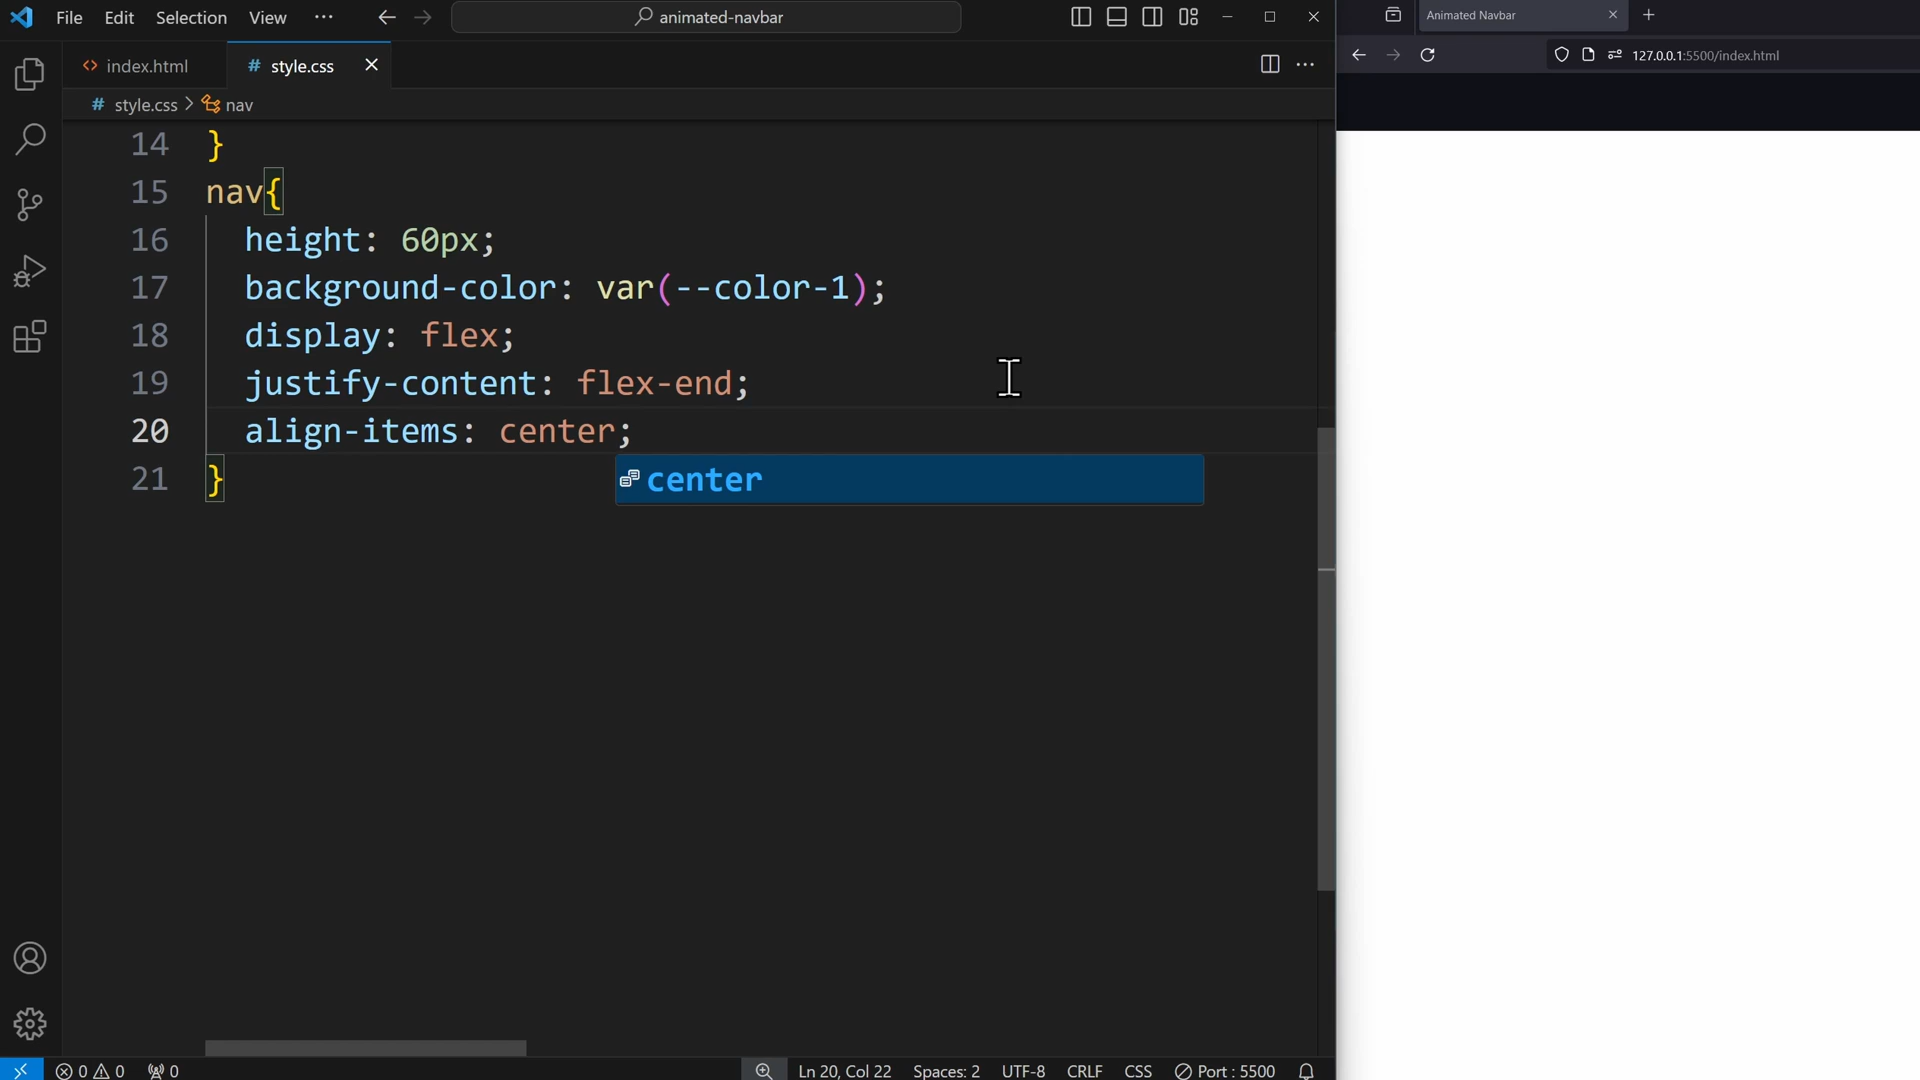 File Edit Selection View ··· animated-navbar
index.html style.css
style.css > nav
14 }
15 nav{
16 height: 60px;
17 background-color: var(--color-1);
18 display: flex;
19 justify-content: flex-end;
20 align-items: center;
21 }
center
0 0 0 Ln 20, Col 22 Spaces: 2 UTF-8 CRLF CSS Port : 5500
Animated Navbar
127.0.0.1:5500/index.html